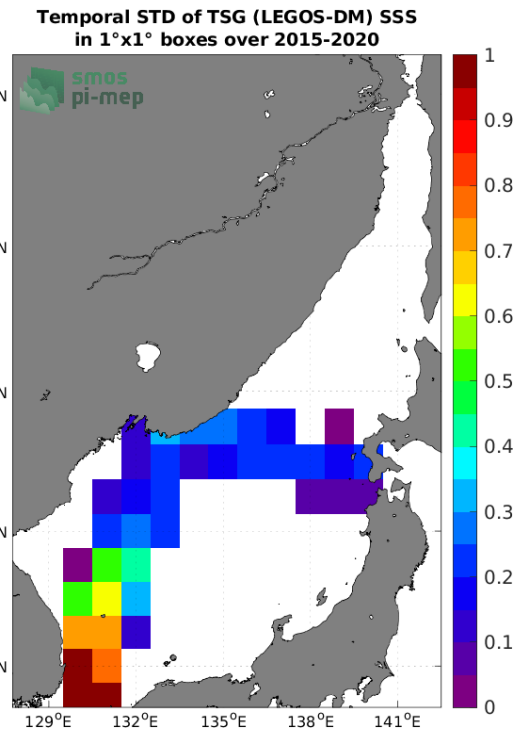 Temporal STD of TSG (LEGOS-DM) SSS
in 1°x1° boxes over 2015-2020
smos
pi-mep
N
N
N
N
N
129°E
132°E
135°E
138°E
141°E
1
0.9
0.8
0.7
0.6
0.5
0.4
0.3
0.2
0.1
0